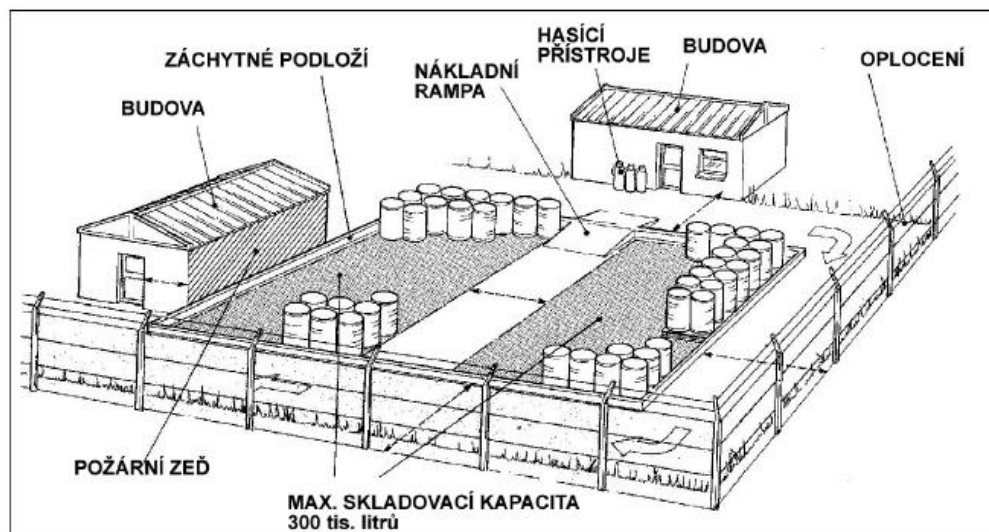 HASÍCÍ
PŘÍSTROJE
BUDOVA
OPLOCENÍ
ZÁCHYTNÉ PODLOŽÍ
NÁKLADNÍ
RAMPA
BUDOVA
POŽÁRNÍ ZEĎ
MAX. SKLADOVACÍ KAPACITA
300 tis. litrů